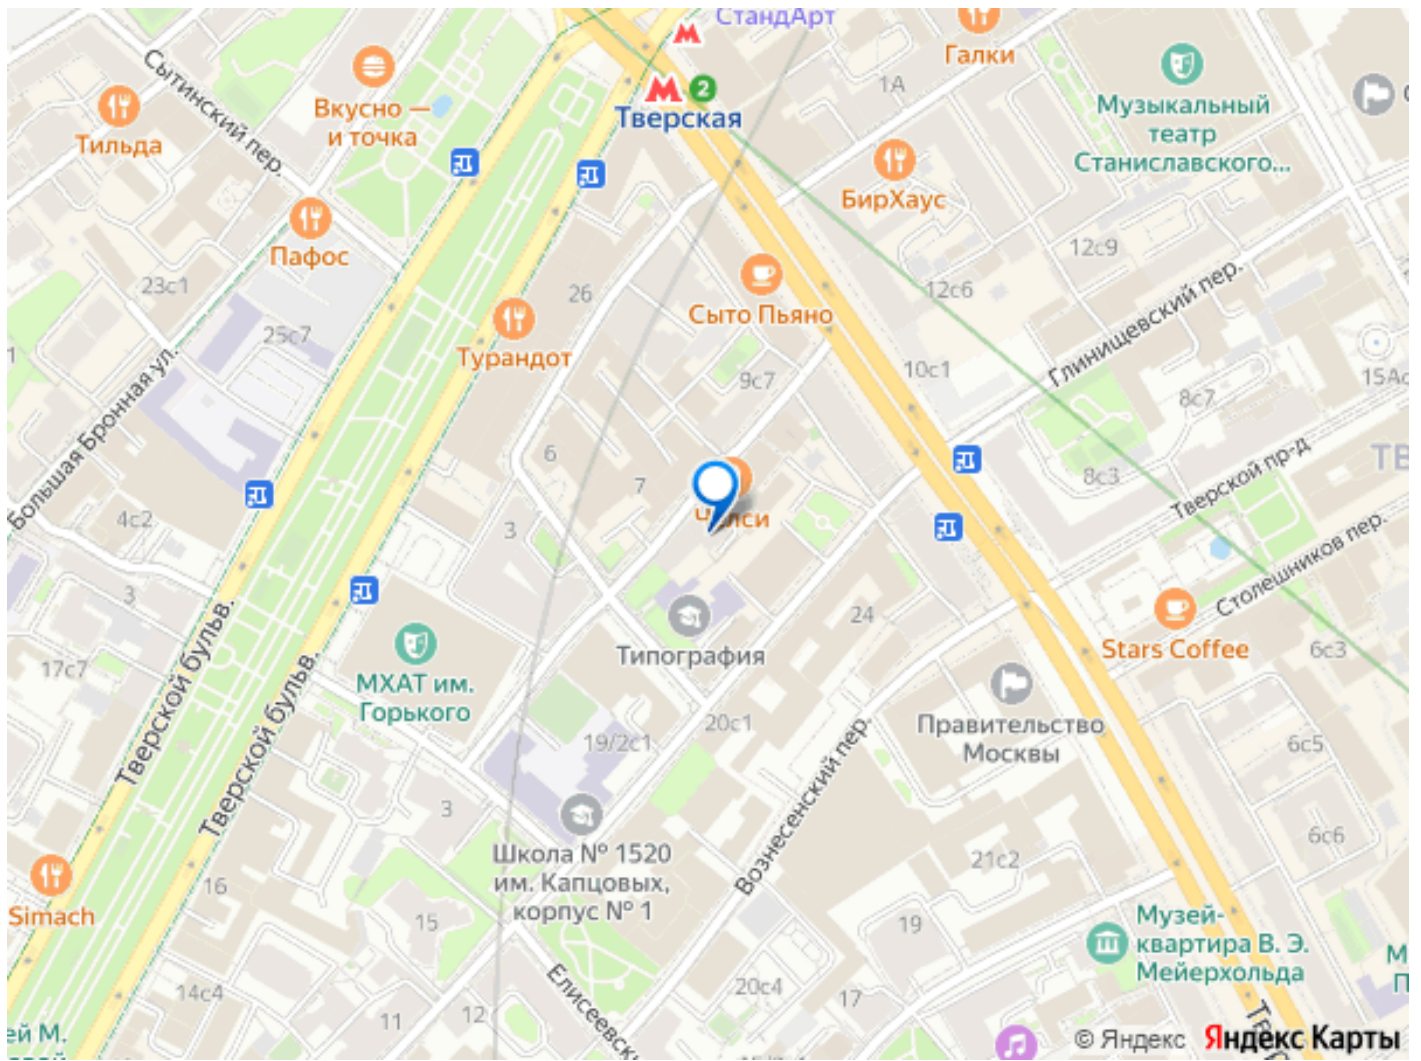 СтандАрт
Галки
1А
Сытинский пер.
Вкусно —
и точка
Тильда
2
Тверская
Музыкальный
театр
Станиславского...
БирХаус
Пафос
12с9
23с1
26
Сыто Пьяно
12с6
Глинищевский пер.
25с7
Турандот
9с7
10с1
15Ас
8с7
Большая Бронная ул.
6
7
8с3
Тверской пр-д
4с2
3
Столешников пер.
3
24
Stars Coffee
6с3
Типография
17с7
МХАТ им.
Горького
Правительство
Москвы
20с1
19/2с1
6с5
Тверской бульв.
Тверской бульв.
Вознесенский пер.
3
6с6
Школа № 1520
им. Капцовых,
корпус № 1
21с2
16
Simach
15
19
Музей-
квартира В. Э.
Мейерхольда
14с4
20с4
17
11
12
ей М.
© Яндекс
Яндекс Карты